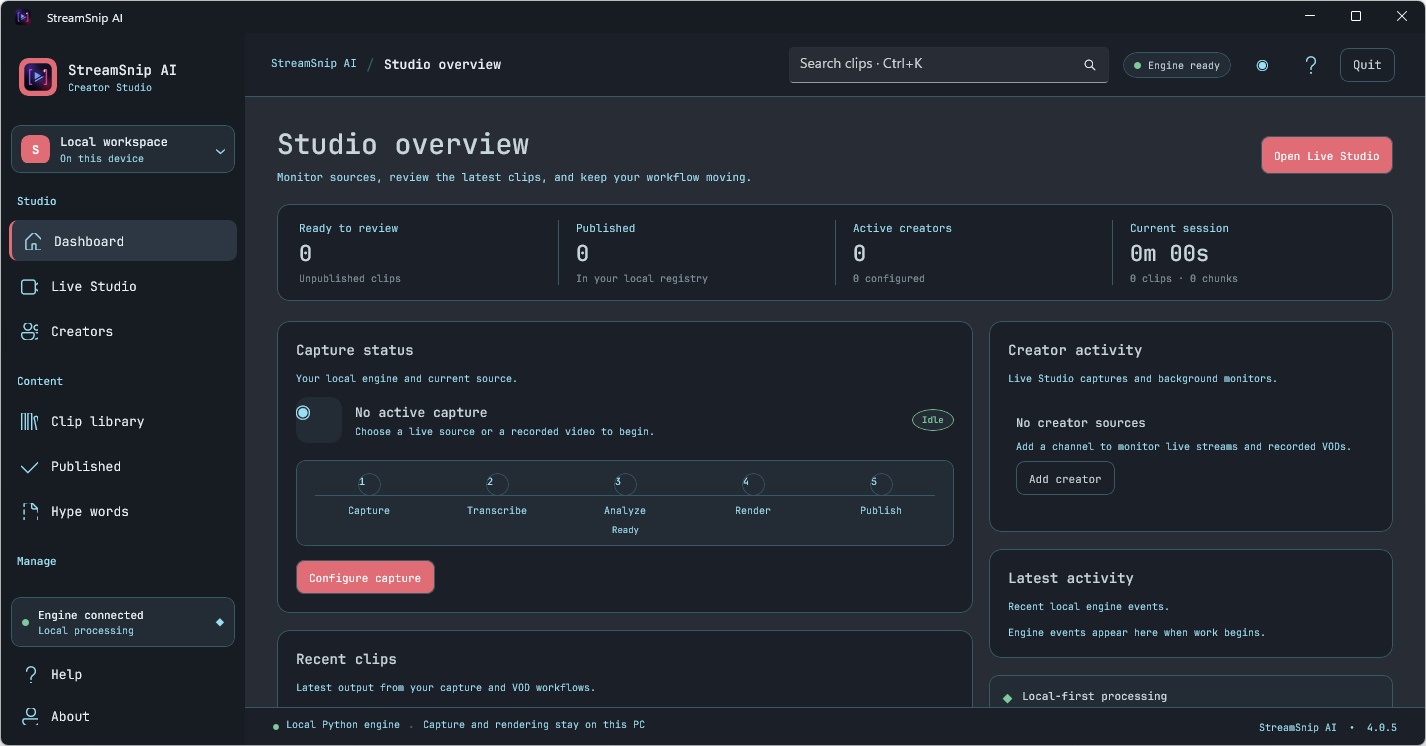 StreamSnip AI
StreamSnip AI
Creator Studio
S
Local workspace
On this device
Studio
Dashboard
Live Studio
Creators
Content
Clip library
Published
Hype words
Manage
Engine connected
Local processing
? Help
About
StreamSnip AI / Studio overview
Search clips · Ctrl+K
Engine ready
?
Quit
Studio overview
Monitor sources, review the latest clips, and keep your workflow moving.
Open Live Studio
Ready to review
0
Unpublished clips
Published
0
In your local registry
Active creators
0
0 configured
Current session
0m 00s
0 clips · 0 chunks
Capture status
Your local engine and current source.
No active capture
Choose a live source or a recorded video to begin.
Idle
1 2 3 4 5
Capture Transcribe Analyze Render Publish
Ready
Configure capture
Recent clips
Latest output from your capture and VOD workflows.
Creator activity
Live Studio captures and background monitors.
No creator sources
Add a channel to monitor live streams and recorded VODs.
Add creator
Latest activity
Recent local engine events.
Engine events appear here when work begins.
Local-first processing
Local Python engine . Capture and rendering stay on this PC
StreamSnip AI • 4.0.5